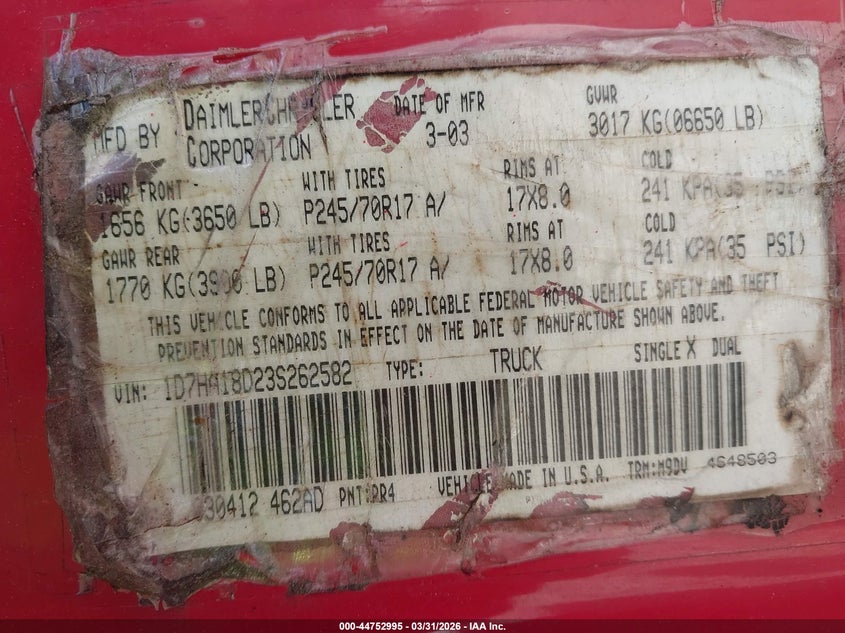 MFD BY DAIMLERCHRYSLER CORPORATION
DATE OF MFR 3-03
GVWR 3017 KG(06650 LB)
GAWR FRONT WITH TIRES RIMS AT COLD
1656 KG(3650 LB) P245/70R17 A/ 17X8.0 241 KPA(35 PSI)
GAWR REAR WITH TIRES RIMS AT COLD
1770 KG(3900 LB) P245/70R17 A/ 17X8.0 241 KPA(35 PSI)
THIS VEHICLE CONFORMS TO ALL APPLICABLE FEDERAL MOTOR VEHICLE SAFETY AND THEFT
PREVENTION STANDARDS IN EFFECT ON THE DATE OF MANUFACTURE SHOWN ABOVE.
VIN: 1D7HA18D23S262582 TYPE: TRUCK SINGLE X DUAL
30412 462AD PNT:PR4 VEHICLE MADE IN U.S.A. TRM:M9DV 4648503
000-44752995 - 03/31/2026 - IAA Inc.